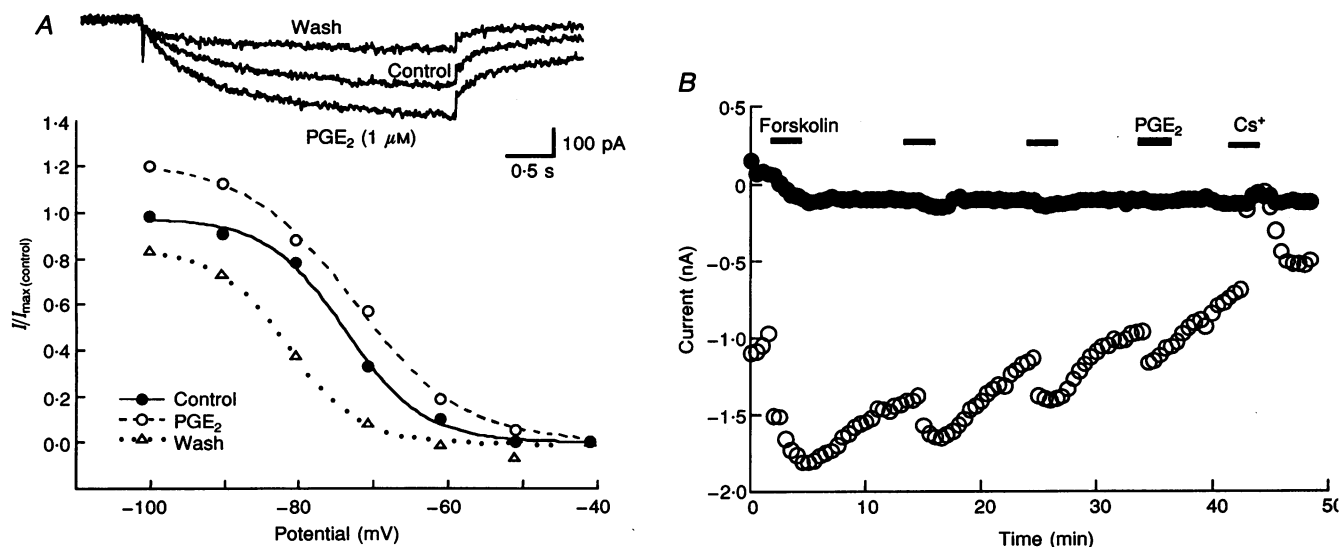 A
Wash
Control
PGE₂ (1 μM)
100 pA
0·5 s
1·4
1·2
1·0
0·8
0·6
0·4
0·2
0·0
I/Imax (control)
Control
PGE₂
Wash
−100
−80
−60
−40
Potential (mV)
B
0·5
0
−0·5
−1·0
−1·5
−2·0
Current (nA)
Forskolin
PGE₂
Cs⁺
0
10
20
30
40
50
Time (min)